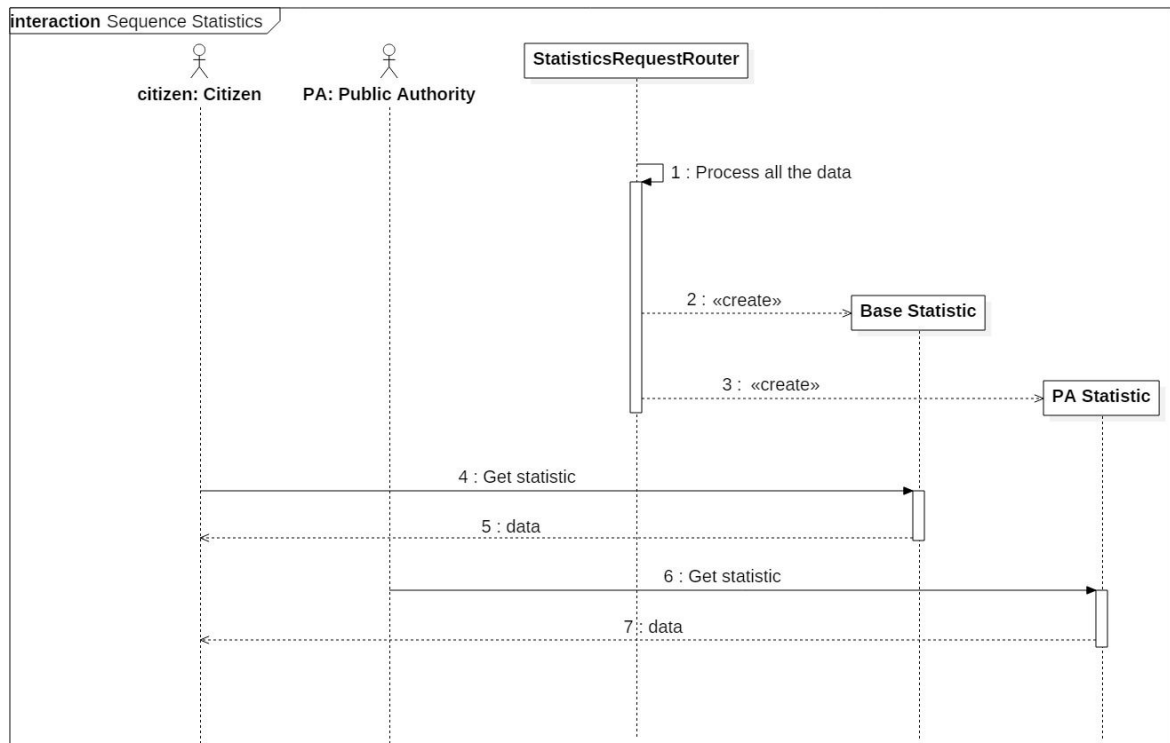 interaction Sequence Statistics
citizen: Citizen
PA: Public Authority
StatisticsRequestRouter
1 : Process all the data
2 : «create»
Base Statistic
3 : «create»
PA Statistic
4 : Get statistic
5 : data
6 : Get statistic
7 : data